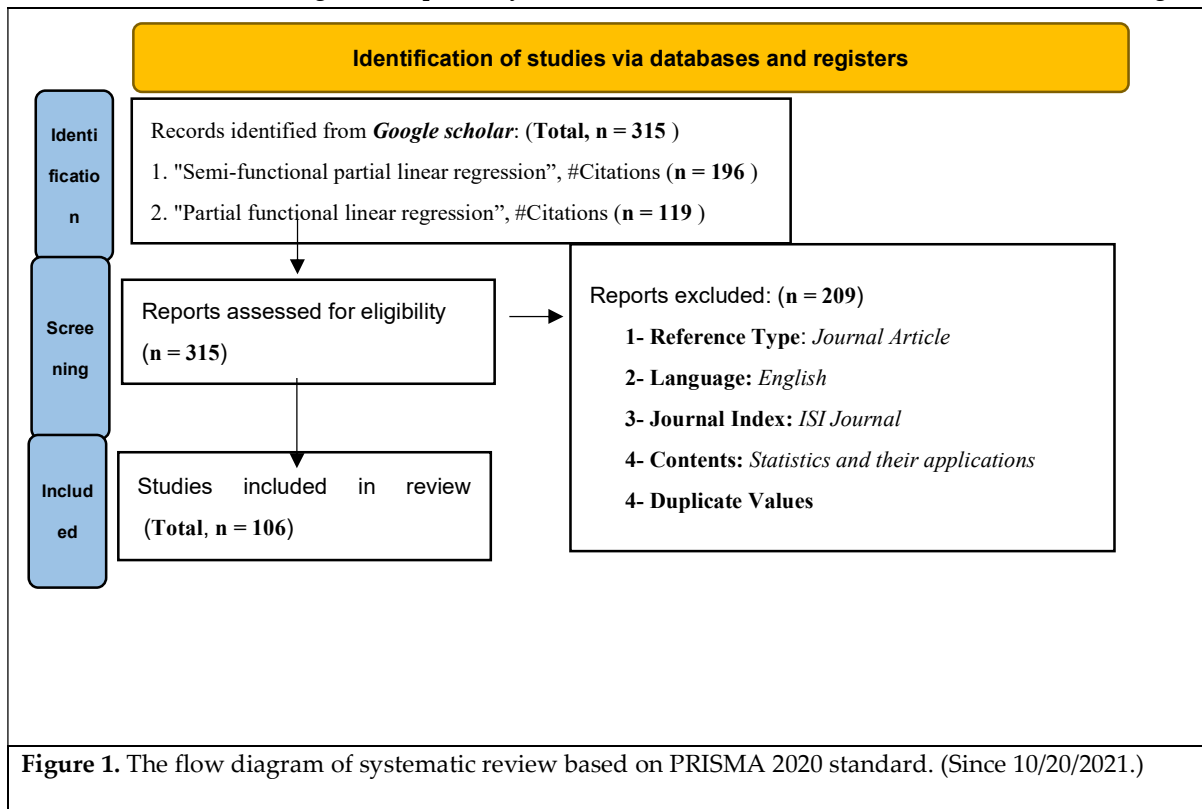 Identification of studies via databases and registers
Identi
ficatio
n
Records identified from Google scholar: (Total, n = 315 )
1. "Semi-functional partial linear regression”, #Citations (n = 196 )
2. "Partial functional linear regression”, #Citations (n = 119 )
Scree
ning
Reports assessed for eligibility
(n = 315)
Reports excluded: (n = 209)
1- Reference Type: Journal Article
2- Language: English
3- Journal Index: ISI Journal
4- Contents: Statistics and their applications
4- Duplicate Values
Includ
ed
Studies included in review
(Total, n = 106)
Figure 1. The flow diagram of systematic review based on PRISMA 2020 standard. (Since 10/20/2021.)